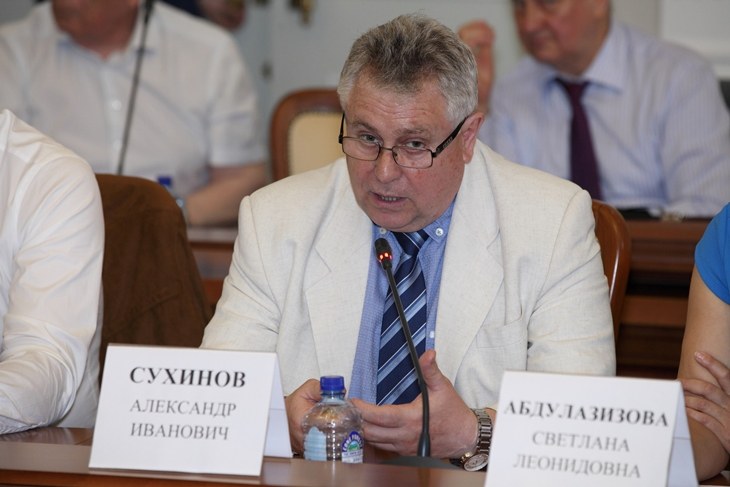 СУХИНОВ
АЛЕКСАНДР
ИВАНОВИЧ
АБДУЛАЗИЗОВА
СВЕТЛАНА
ЛЕОНИДОВНА